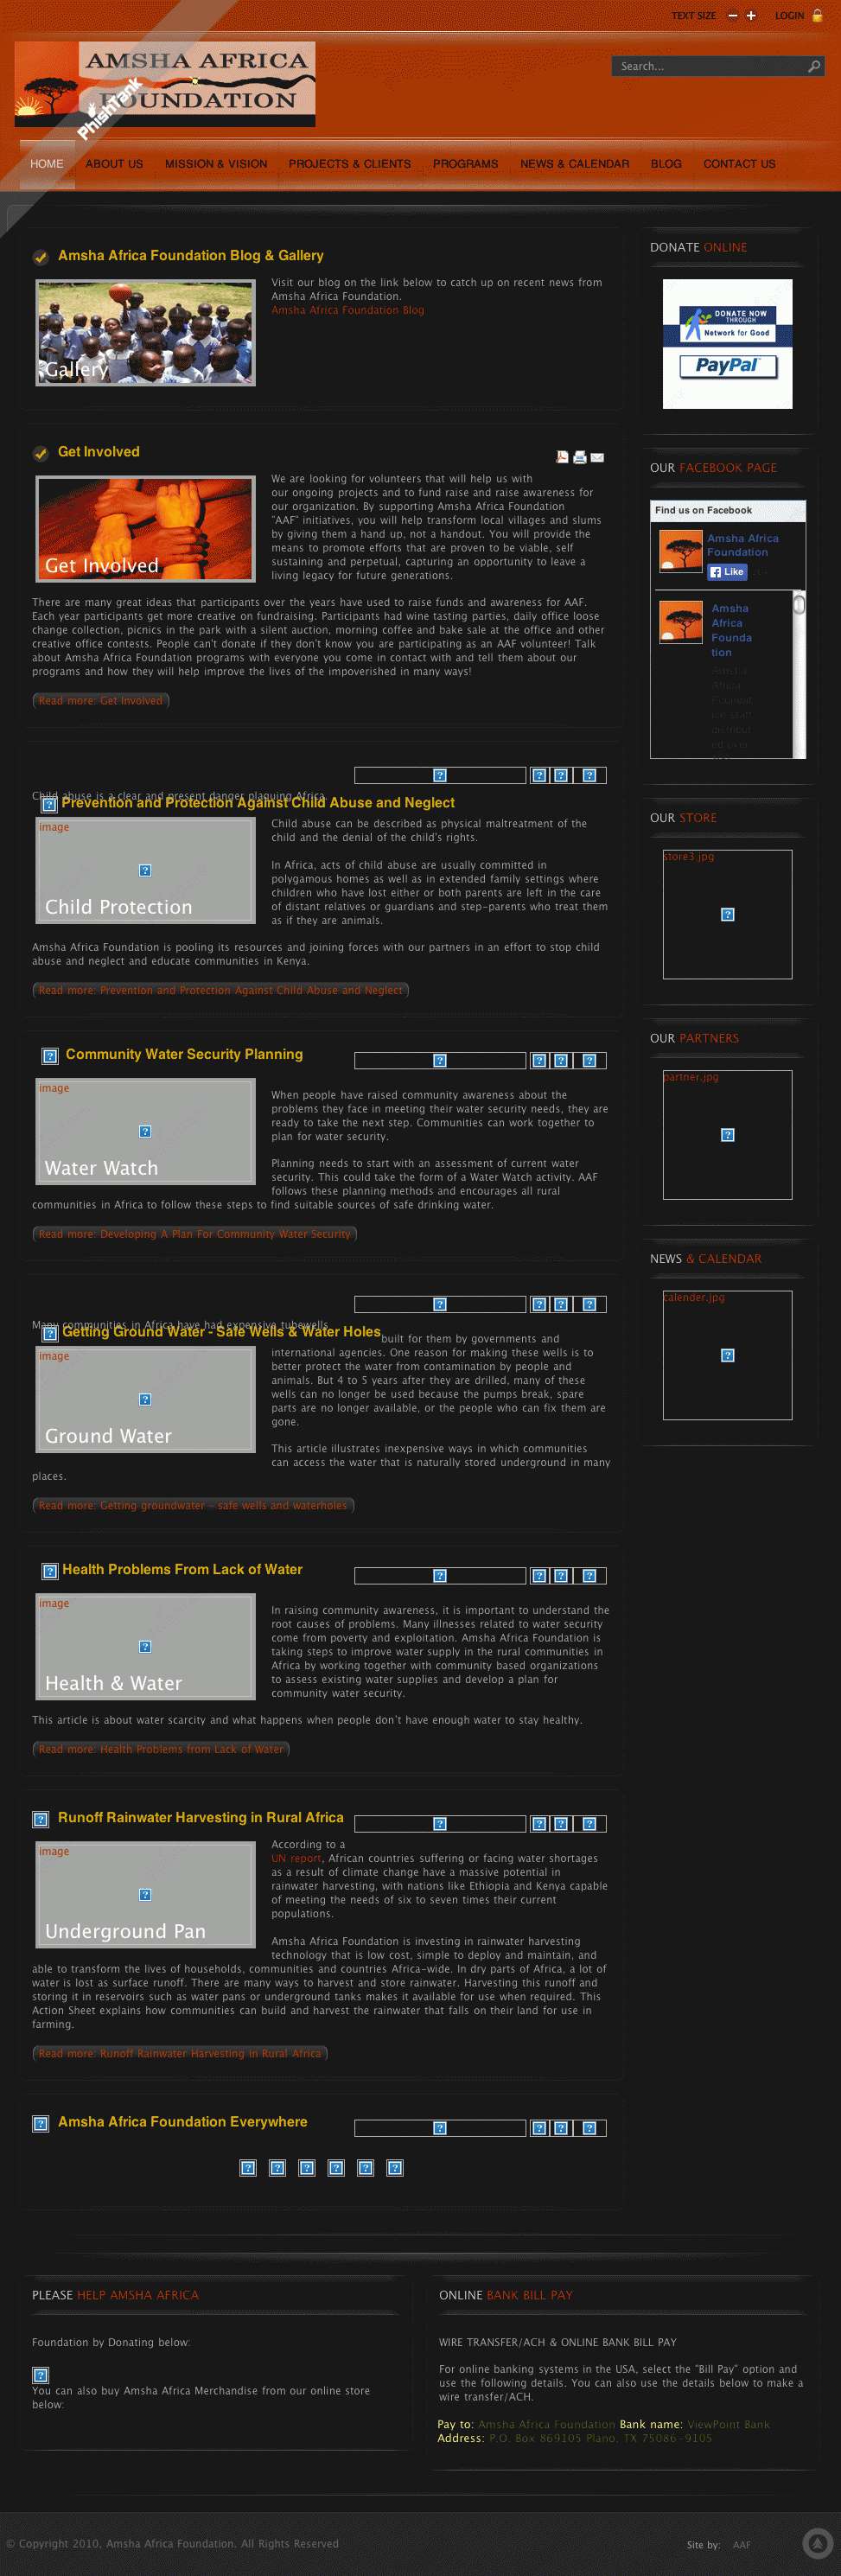 TEXT SIZE
LOGIN
AMSHA AFRICA
FOUNDATION
Search...
PhishTank
HOME ABOUT US MISSION & VISION PROJECTS & CLIENTS PROGRAMS NEWS & CALENDAR BLOG CONTACT US
Amsha Africa Foundation Blog & Gallery
Gallery
Visit our blog on the link below to catch up on recent news from
Amsha Africa Foundation.
Amsha Africa Foundation Blog
Get Involved
Get Involved
We are looking for volunteers that will help us with
our ongoing projects and to fund raise and raise awareness for
our organization. By supporting Amsha Africa Foundation
"AAF" initiatives, you will help transform local villages and slums
by giving them a hand up, not a handout. You will provide the
means to promote efforts that are proven to be viable, self
sustaining and perpetual, capturing an opportunity to leave a
living legacy for future generations.
There are many great ideas that participants over the years have used to raise funds and awareness for AAF.
Each year participants get more creative on fundraising. Participants had wine tasting parties, daily office loose
change collection, picnics in the park with a silent auction, morning coffee and bake sale at the office and other
creative office contests. People can't donate if they don't know you are participating as an AAF volunteer! Talk
about Amsha Africa Foundation programs with everyone you come in contact with and tell them about our
programs and how they will help improve the lives of the impoverished in many ways!
Read more: Get Involved
Child abuse is a clear and present danger plaguing Africa.
Prevention and Protection Against Child Abuse and Neglect
image
Child Protection
Child abuse can be described as physical maltreatment of the
child and the denial of the child's rights.
In Africa, acts of child abuse are usually committed in
polygamous homes as well as in extended family settings where
children who have lost either or both parents are left in the care
of distant relatives or guardians and step-parents who treat them
as if they are animals.
Amsha Africa Foundation is pooling its resources and joining forces with our partners in an effort to stop child
abuse and neglect and educate communities in Kenya.
Read more: Prevention and Protection Against Child Abuse and Neglect
Community Water Security Planning
image
Water Watch
When people have raised community awareness about the
problems they face in meeting their water security needs, they are
ready to take the next step. Communities can work together to
plan for water security.
Planning needs to start with an assessment of current water
security. This could take the form of a Water Watch activity. AAF
follows these planning methods and encourages all rural
communities in Africa to follow these steps to find suitable sources of safe drinking water.
Read more: Developing A Plan For Community Water Security
Many communities in Africa have had expensive tubewells
Getting Ground Water - Safe Wells & Water Holes
image
Ground Water
built for them by governments and
international agencies. One reason for making these wells is to
better protect the water from contamination by people and
animals. But 4 to 5 years after they are drilled, many of these
wells can no longer be used because the pumps break, spare
parts are no longer available, or the people who can fix them are
gone.
This article illustrates inexpensive ways in which communities
can access the water that is naturally stored underground in many
places.
Read more: Getting groundwater - safe wells and waterholes
Health Problems From Lack of Water
image
Health & Water
In raising community awareness, it is important to understand the
root causes of problems. Many illnesses related to water security
come from poverty and exploitation. Amsha Africa Foundation is
taking steps to improve water supply in the rural communities in
Africa by working together with community based organizations
to assess existing water supplies and develop a plan for
community water security.
This article is about water scarcity and what happens when people don't have enough water to stay healthy.
Read more: Health Problems from Lack of Water
Runoff Rainwater Harvesting in Rural Africa
image
Underground Pan
According to a
UN report, African countries suffering or facing water shortages
as a result of climate change have a massive potential in
rainwater harvesting, with nations like Ethiopia and Kenya capable
of meeting the needs of six to seven times their current
populations.
Amsha Africa Foundation is investing in rainwater harvesting
technology that is low cost, simple to deploy and maintain, and
able to transform the lives of households, communities and countries Africa-wide. In dry parts of Africa, a lot of
water is lost as surface runoff. There are many ways to harvest and store rainwater. Harvesting this runoff and
storing it in reservoirs such as water pans or underground tanks makes it available for use when required. This
Action Sheet explains how communities can build and harvest the rainwater that falls on their land for use in
farming.
Read more: Runoff Rainwater Harvesting in Rural Africa
Amsha Africa Foundation Everywhere
DONATE ONLINE
DONATE NOW
THROUGH
Network for Good
PayPal
OUR FACEBOOK PAGE
Find us on Facebook
Amsha Africa
Foundation
Like
Amsha
Africa
Founda
tion
OUR STORE
store3.jpg
OUR PARTNERS
partner.jpg
NEWS & CALENDAR
calender.jpg
PLEASE HELP AMSHA AFRICA
Foundation by Donating below:
You can also buy Amsha Africa Merchandise from our online store
below:
ONLINE BANK BILL PAY
WIRE TRANSFER/ACH & ONLINE BANK BILL PAY
For online banking systems in the USA, select the "Bill Pay" option and
use the following details. You can also use the details below to make a
wire transfer/ACH.
Pay to: Amsha Africa Foundation Bank name: ViewPoint Bank
Address: P.O. Box 869105 Plano, TX 75086-9105
© Copyright 2010, Amsha Africa Foundation. All Rights Reserved
Site by: AAF